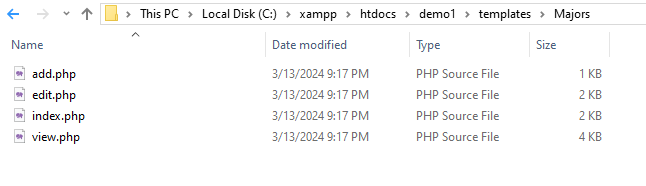 This PC > Local Disk (C:) > xampp > htdocs > demo1 > templates > Majors
Name Date modified Type Size
add.php 3/13/2024 9:17 PM PHP Source File 1 KB
edit.php 3/13/2024 9:17 PM PHP Source File 2 KB
index.php 3/13/2024 9:17 PM PHP Source File 2 KB
view.php 3/13/2024 9:17 PM PHP Source File 4 KB